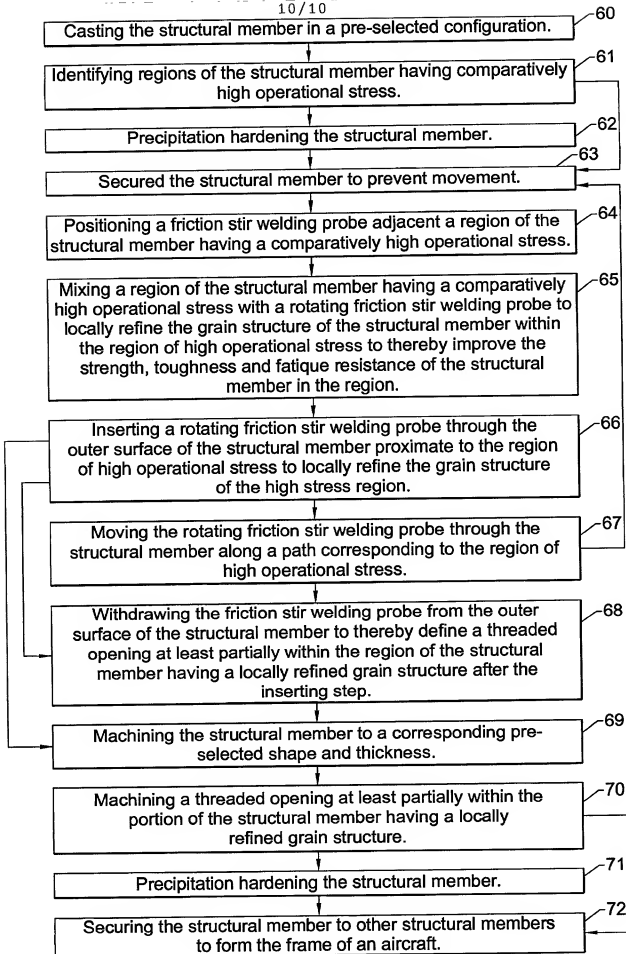 10/10
Casting the structural member in a pre-selected configuration.
60
Identifying regions of the structural member having comparatively
high operational stress.
61
Precipitation hardening the structural member.
62
Secured the structural member to prevent movement.
63
Positioning a friction stir welding probe adjacent a region of the
structural member having a comparatively high operational stress.
64
Mixing a region of the structural member having a comparatively
high operational stress with a rotating friction stir welding probe to
locally refine the grain structure of the structural member within
the region of high operational stress to thereby improve the
strength, toughness and fatique resistance of the structural
member in the region.
65
Inserting a rotating friction stir welding probe through the
outer surface of the structural member proximate to the region
of high operational stress to locally refine the grain structure
of the high stress region.
66
Moving the rotating friction stir welding probe through the
structural member along a path corresponding to the region of
high operational stress.
67
Withdrawing the friction stir welding probe from the outer
surface of the structural member to thereby define a threaded
opening at least partially within the region of the structural
member having a locally refined grain structure after the
inserting step.
68
Machining the structural member to a corresponding pre-
selected shape and thickness.
69
Machining a threaded opening at least partially within the
portion of the structural member having a locally
refined grain structure.
70
Precipitation hardening the structural member.
71
Securing the structural member to other structural members
to form the frame of an aircraft.
72